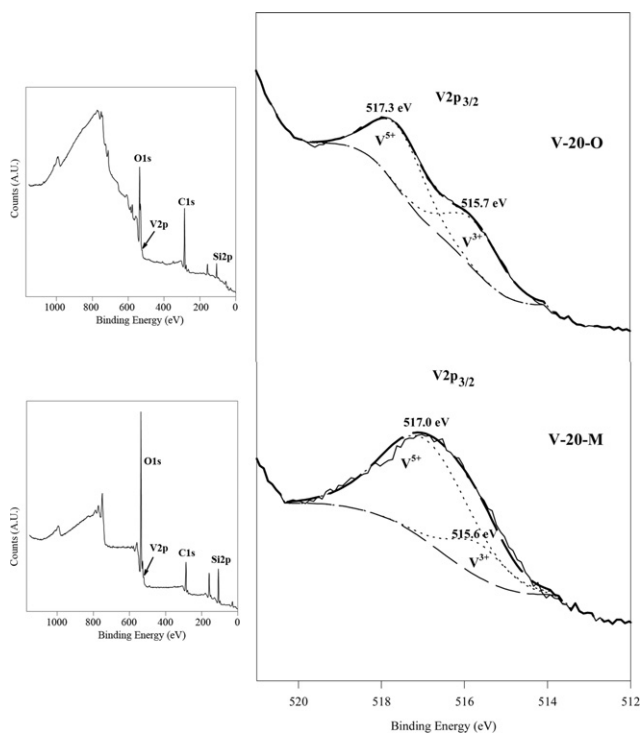 V2p3/2
V-20-O
517.3 eV
V5+
515.7 eV
V3+
Counts (A.U.)
O1s
C1s
V2p
Si2p
1000 800 600 400 200 0
Binding Energy (eV)
V2p3/2
V-20-M
517.0 eV
V5+
515.6 eV
V3+
Counts (A.U.)
O1s
V2p
C1s
Si2p
1000 800 600 400 200 0
Binding Energy (eV)
520 518 516 514 512
Binding Energy (eV)